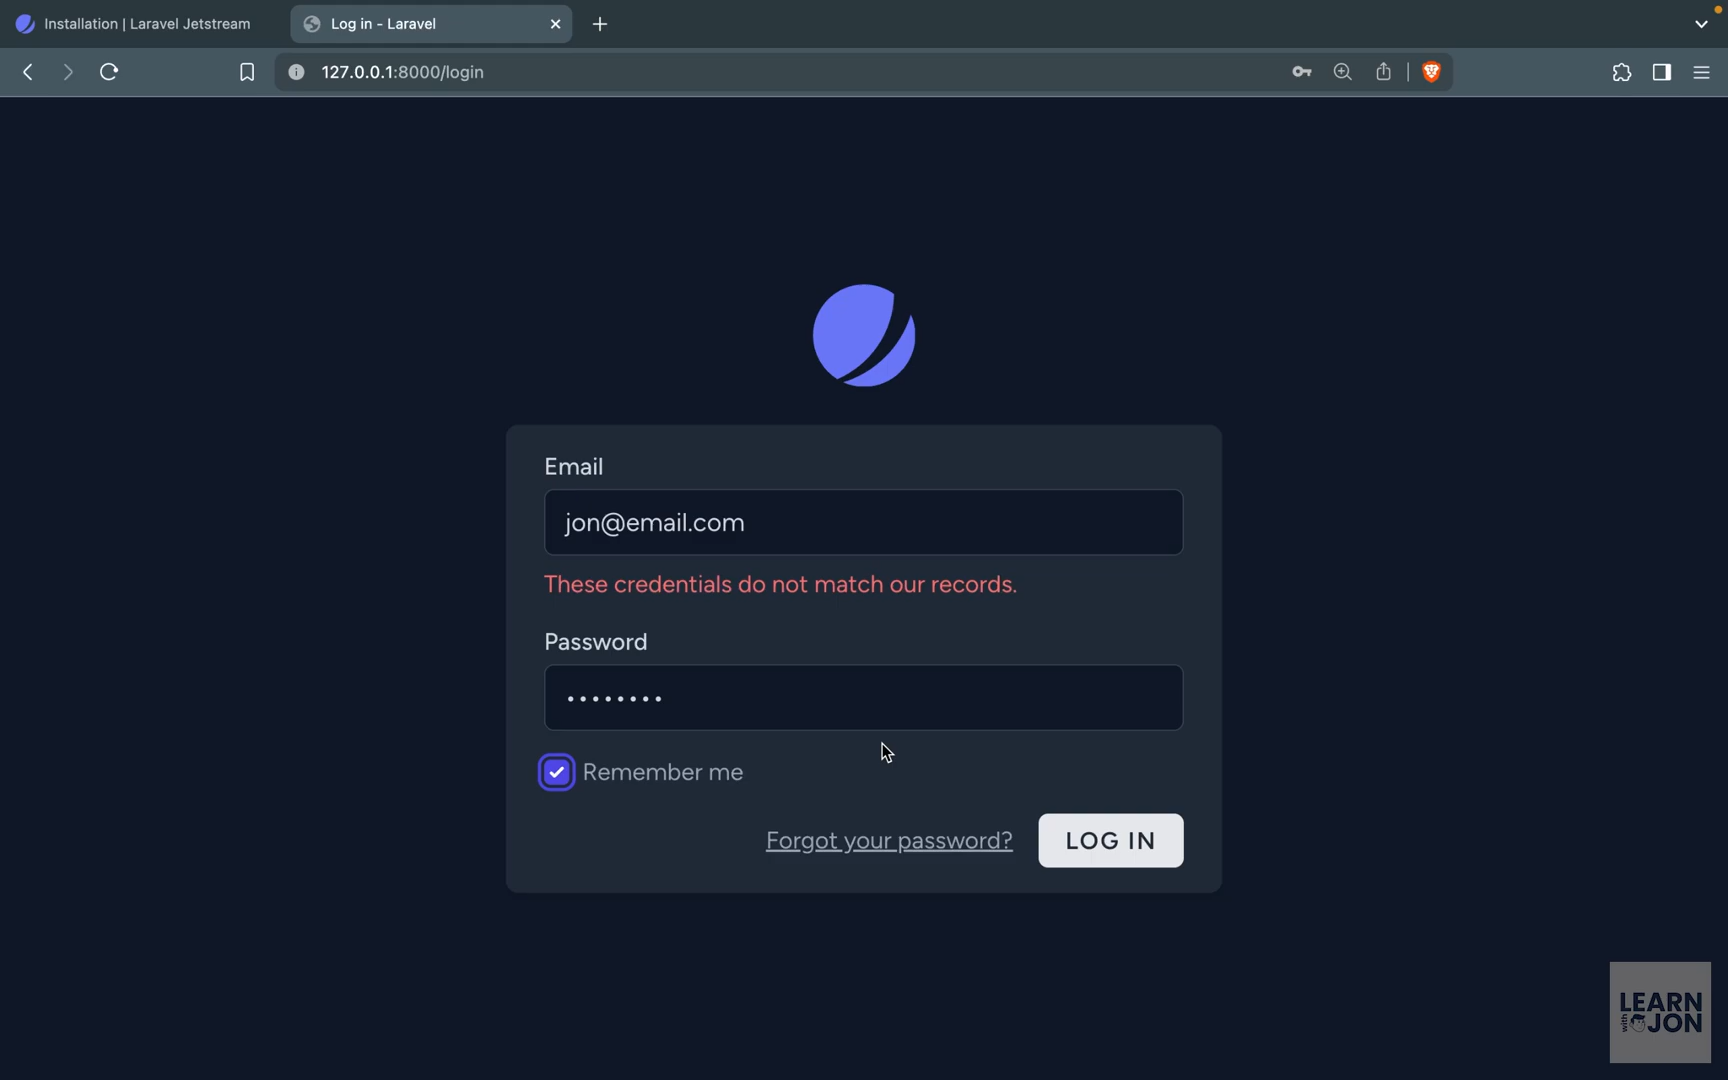 Installation | Laravel Jetstream
Log in - Laravel
127.0.0.1:8000/login
Email
jon@email.com
These credentials do not match our records.
Password
Remember me
Forgot your password?
LOG IN
LEARN
with JON